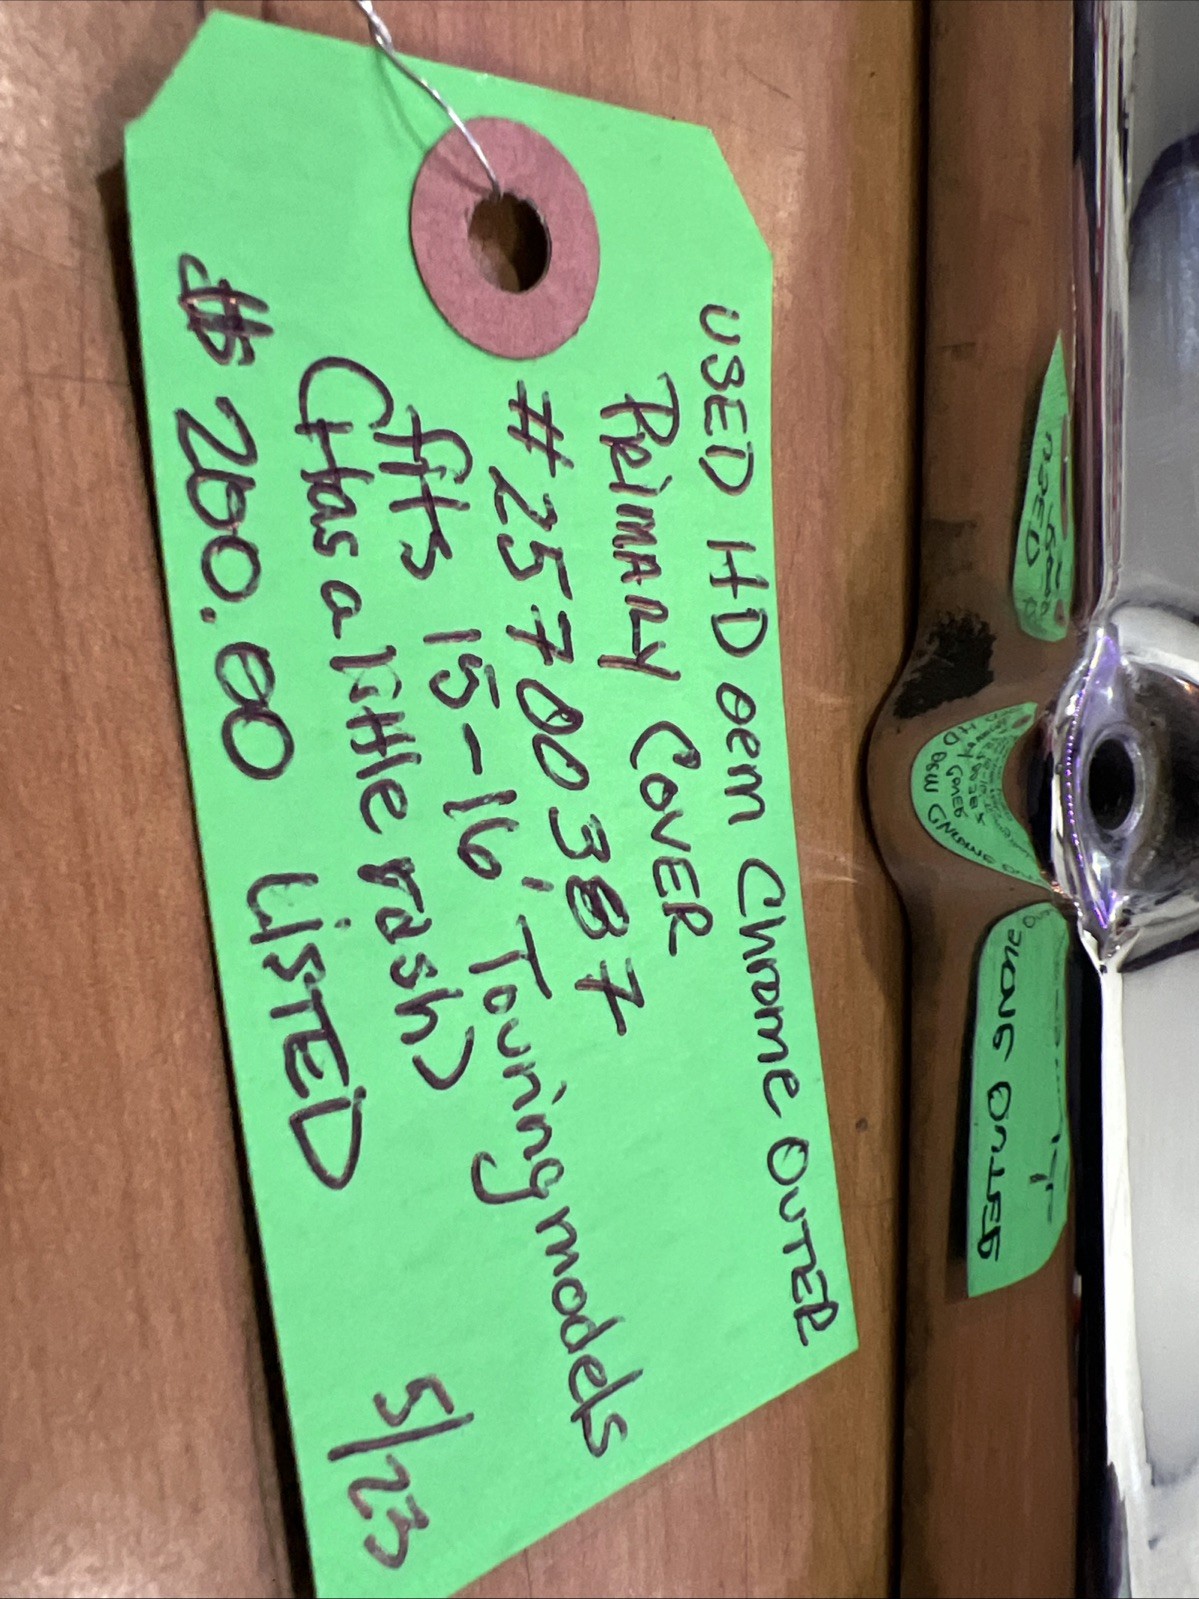 USED HD OEM Chrome OUTER
PRIMARY COVER
#25700387
fits 15-16' Touring models
(Has a little rash)
$200.00 LISTED 5/23